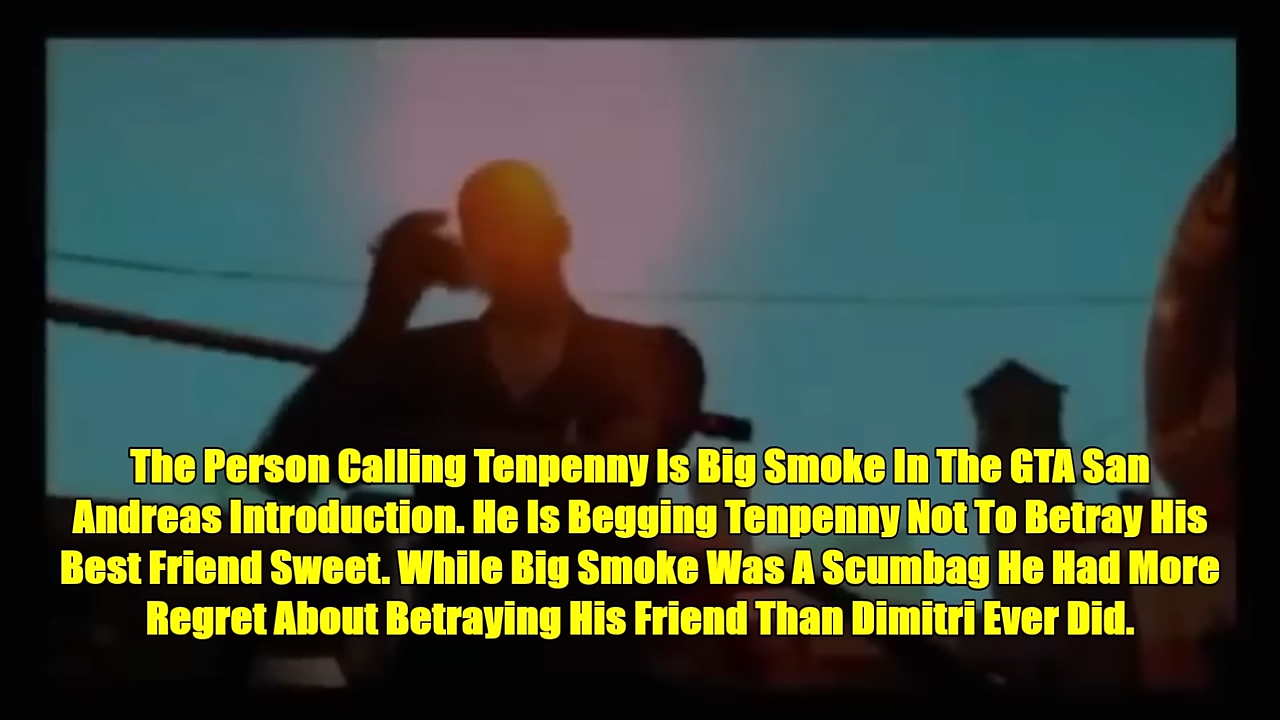 The Person Calling Tenpenny Is Big Smoke In The GTA San
Andreas Introduction. He Is Begging Tenpenny Not To Betray His
Best Friend Sweet. While Big Smoke Was A Scumbag He Had More
Regret About Betraying His Friend Than Dimitri Ever Did.